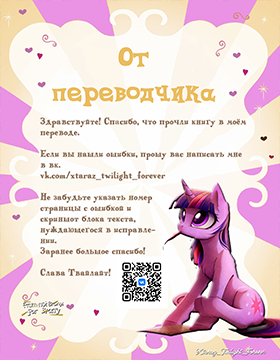 От
переводчика
Здравствуйте! Спасибо, что прочли книгу в моём
переводе.
Если вы нашли ошибки, прошу вас написать мне
в вк.
vk.com/xtaraz_twilight_forever
Не забудьте указать номер
страницы с ошибкой и
скриншот блока текста,
нуждающегося в исправле-
нии.
Заранее большое спасибо!
Слава Твайлайт!
Xtaraz_Twilight_Forever